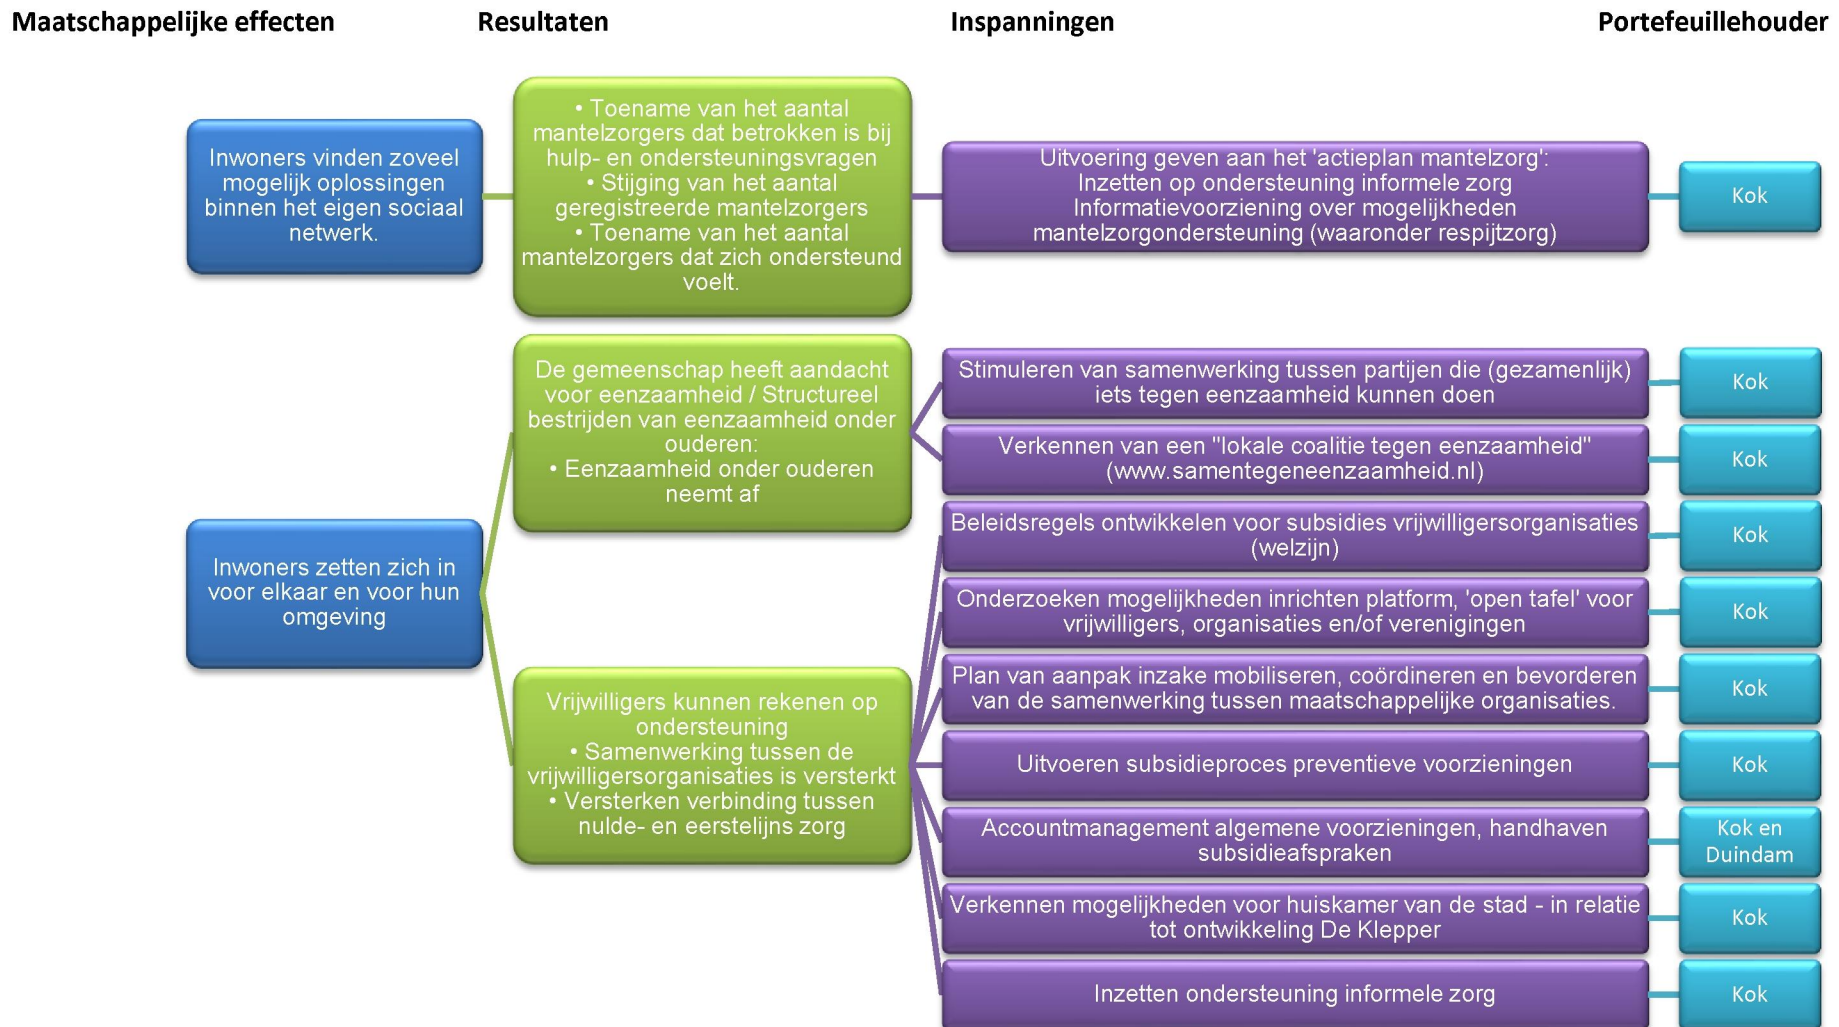 Maatschappelijke effecten
Resultaten
Inspanningen
Portefeuillehouder
Inwoners vinden zoveel
mogelijk oplossingen
binnen het eigen sociaal
netwerk.
• Toename van het aantal
mantelzorgers dat betrokken is bij
hulp- en ondersteuningsvragen
• Stijging van het aantal
geregistreerde mantelzorgers
• Toename van het aantal
mantelzorgers dat zich ondersteund
voelt.
Uitvoering geven aan het 'actieplan mantelzorg':
Inzetten op ondersteuning informele zorg
Informatievoorziening over mogelijkheden
mantelzorgondersteuning (waaronder respijtzorg)
Kok
Inwoners zetten zich in
voor elkaar en voor hun
omgeving
De gemeenschap heeft aandacht
voor eenzaamheid / Structureel
bestrijden van eenzaamheid onder
ouderen:
• Eenzaamheid onder ouderen
neemt af
Stimuleren van samenwerking tussen partijen die (gezamenlijk)
iets tegen eenzaamheid kunnen doen
Kok
Verkennen van een "lokale coalitie tegen eenzaamheid"
(www.samentegeneenzaamheid.nl)
Kok
Vrijwilligers kunnen rekenen op
ondersteuning
• Samenwerking tussen de
vrijwilligersorganisaties is versterkt
• Versterken verbinding tussen
nulde- en eerstelijns zorg
Beleidsregels ontwikkelen voor subsidies vrijwilligersorganisaties
(welzijn)
Kok
Onderzoeken mogelijkheden inrichten platform, 'open tafel' voor
vrijwilligers, organisaties en/of verenigingen
Kok
Plan van aanpak inzake mobiliseren, coördineren en bevorderen
van de samenwerking tussen maatschappelijke organisaties.
Kok
Uitvoeren subsidieproces preventieve voorzieningen
Kok
Accountmanagement algemene voorzieningen, handhaven
subsidieafspraken
Kok en
Duindam
Verkennen mogelijkheden voor huiskamer van de stad - in relatie
tot ontwikkeling De Klepper
Kok
Inzetten ondersteuning informele zorg
Kok